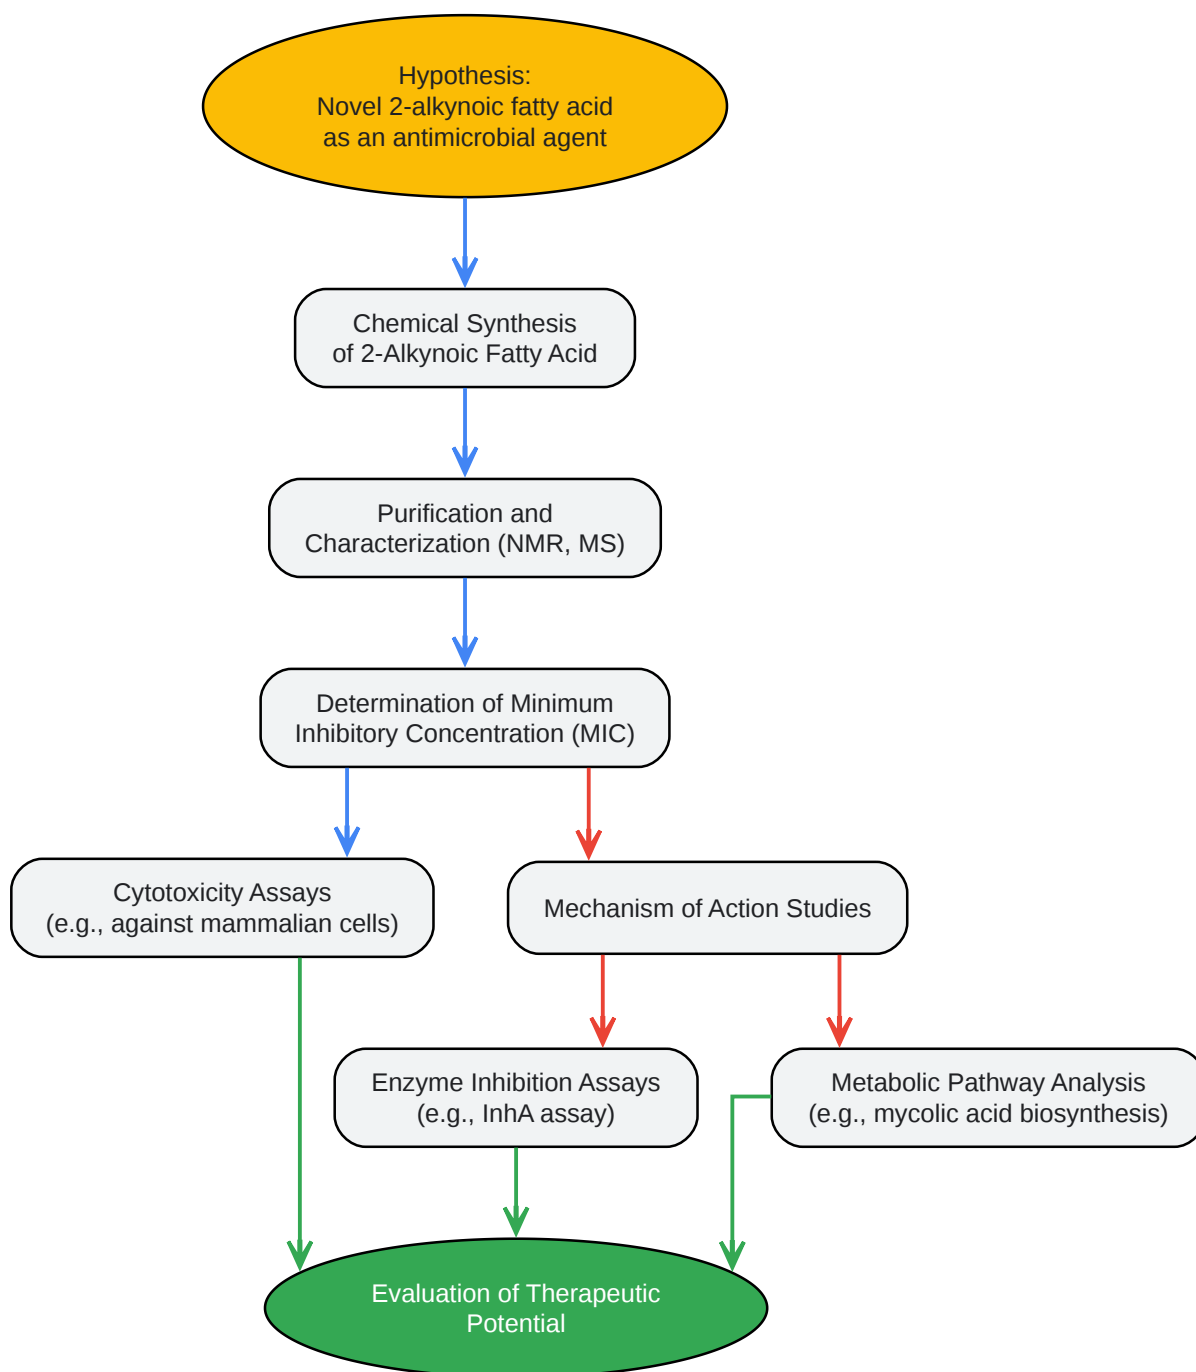 Hypothesis:
Novel 2-alkynoic fatty acid
as an antimicrobial agent
Chemical Synthesis
of 2-Alkynoic Fatty Acid
Purification and
Characterization (NMR, MS)
Determination of Minimum
Inhibitory Concentration (MIC)
Cytotoxicity Assays
(e.g., against mammalian cells)
Mechanism of Action Studies
Enzyme Inhibition Assays
(e.g., InhA assay)
Metabolic Pathway Analysis
(e.g., mycolic acid biosynthesis)
Evaluation of Therapeutic
Potential